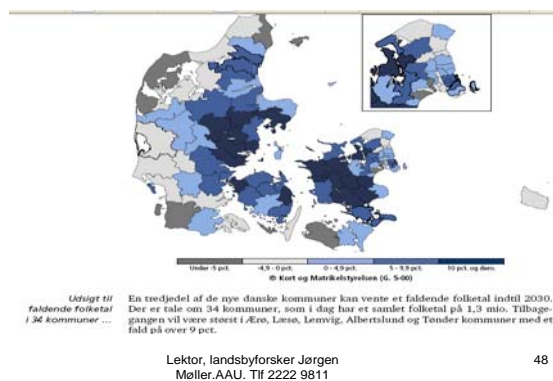 Under -5 pct. -4,9 - 0 pct. 0 - 4,9 pct. 5 - 9,9 pct. 10 pct. og derover.
© Kort og Matrikelstyrelsen (G. 5-00)
Udsigt til
faldende folketal
i 34 kommuner ...
En tredjedel af de nye danske kommuner kan vente et faldende folketal indtil 2030.
Der er tale om 34 kommuner, som i dag har et samlet folketal på 1,3 mio. Tilbage-
gangen vil være størst i Ærø, Læsø, Lemvig, Albertslund og Tønder kommuner med et
fald på over 9 pct.
Lektor, landsbyforsker Jørgen
Møller.AAU. Tlf 2222 9811
48